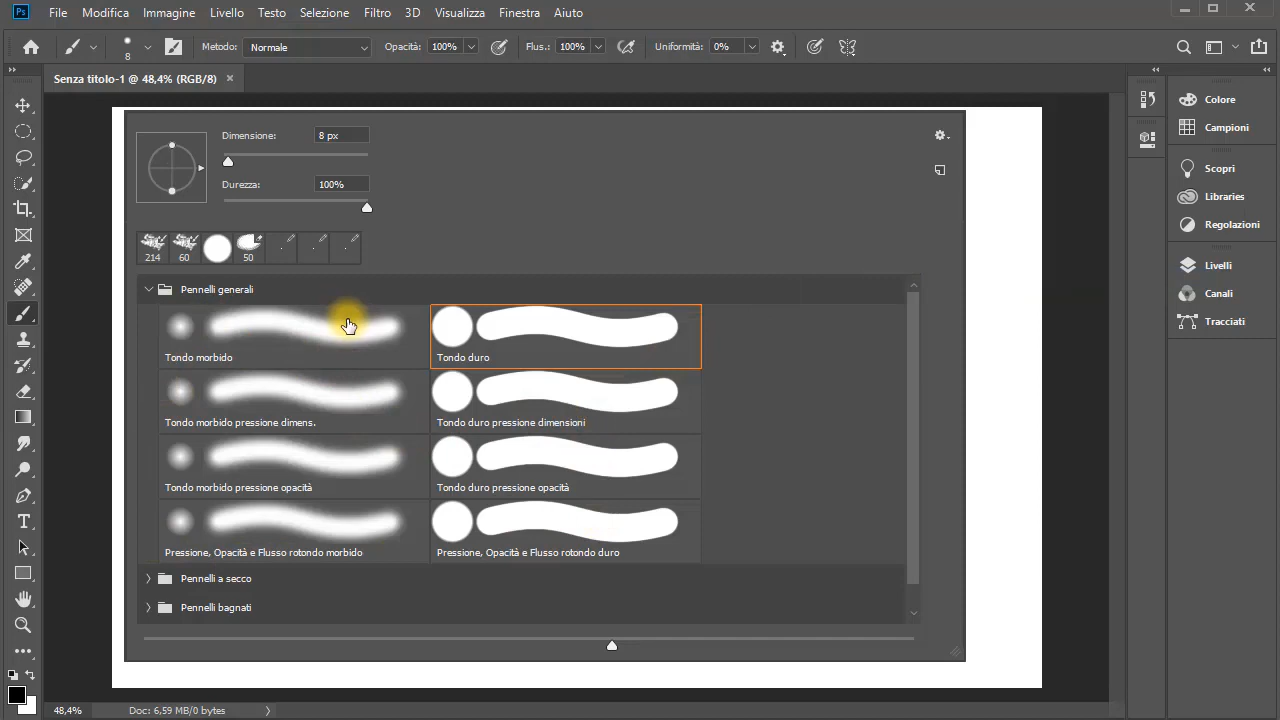 Ps File Modifica Immagine Livello Testo Selezione Filtro 3D Visualizza Finestra Aiuto
8 Metodo: Normale Opacità: 100% Flus.: 100% Uniformità: 0%
Senza titolo-1 @ 48,4% (RGB/8)
Dimensione: 8 px
Durezza: 100%
214 60 50
Pennelli generali
Tondo morbido Tondo duro
Tondo morbido pressione dimens. Tondo duro pressione dimensioni
Tondo morbido pressione opacità Tondo duro pressione opacità
Pressione, Opacità e Flusso rotondo morbido Pressione, Opacità e Flusso rotondo duro
Pennelli a secco
Pennelli bagnati
Colore
Campioni
Scopri
Libraries
Regolazioni
Livelli
Canali
Tracciati
48,4% Doc: 6,59 MB/0 bytes